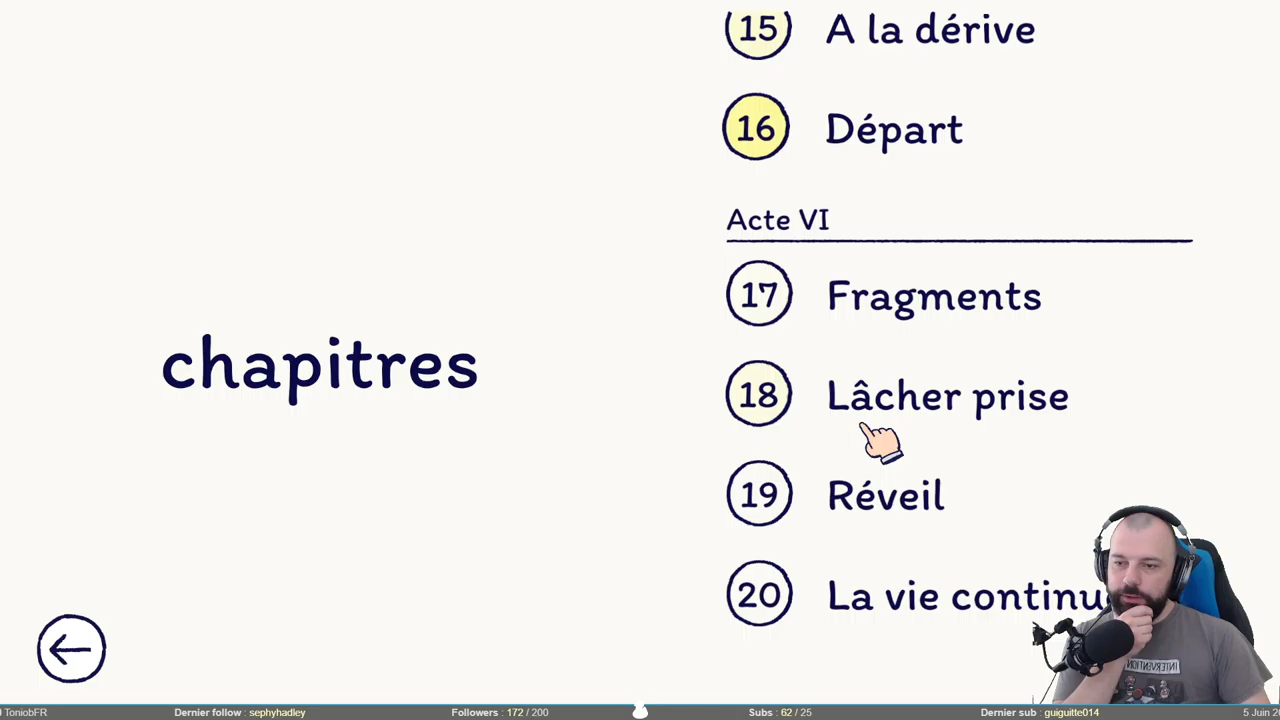 15 A la dérive
16 Départ
Acte VI
17 Fragments
chapitres
18 Lâcher prise
19 Réveil
20 La vie continu
INTERVENTION
ToniobFR Dernier follow : sephyhadley Followers : 172 / 200 Subs : 62 / 25 Dernier sub : guiguitte014 5 Juin